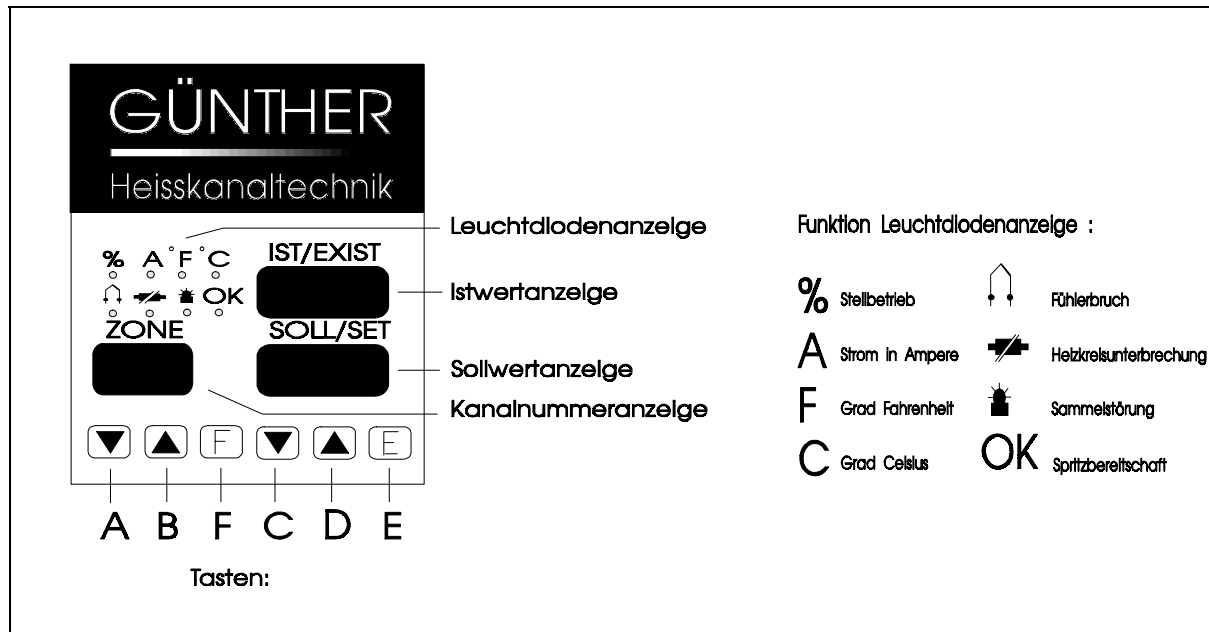 GÜNTHER
Heisskanaltechnik
Leuchtdiodenanzeige
% A °F °C
IST/EXIST
Istwertanzeige
OK
ZONE
SOLL/SET
Sollwertanzeige
Kanalnummeranzeige
F
E
A B F C D E
Tasten:
Funktion Leuchtdiodenanzeige :
% Stellbetrieb
Fühlerbruch
A Strom in Ampere
Heizkreisunterbrechung
F Grad Fahrenheit
Sammelstörung
C Grad Celsius
OK Spritzbereitschaft